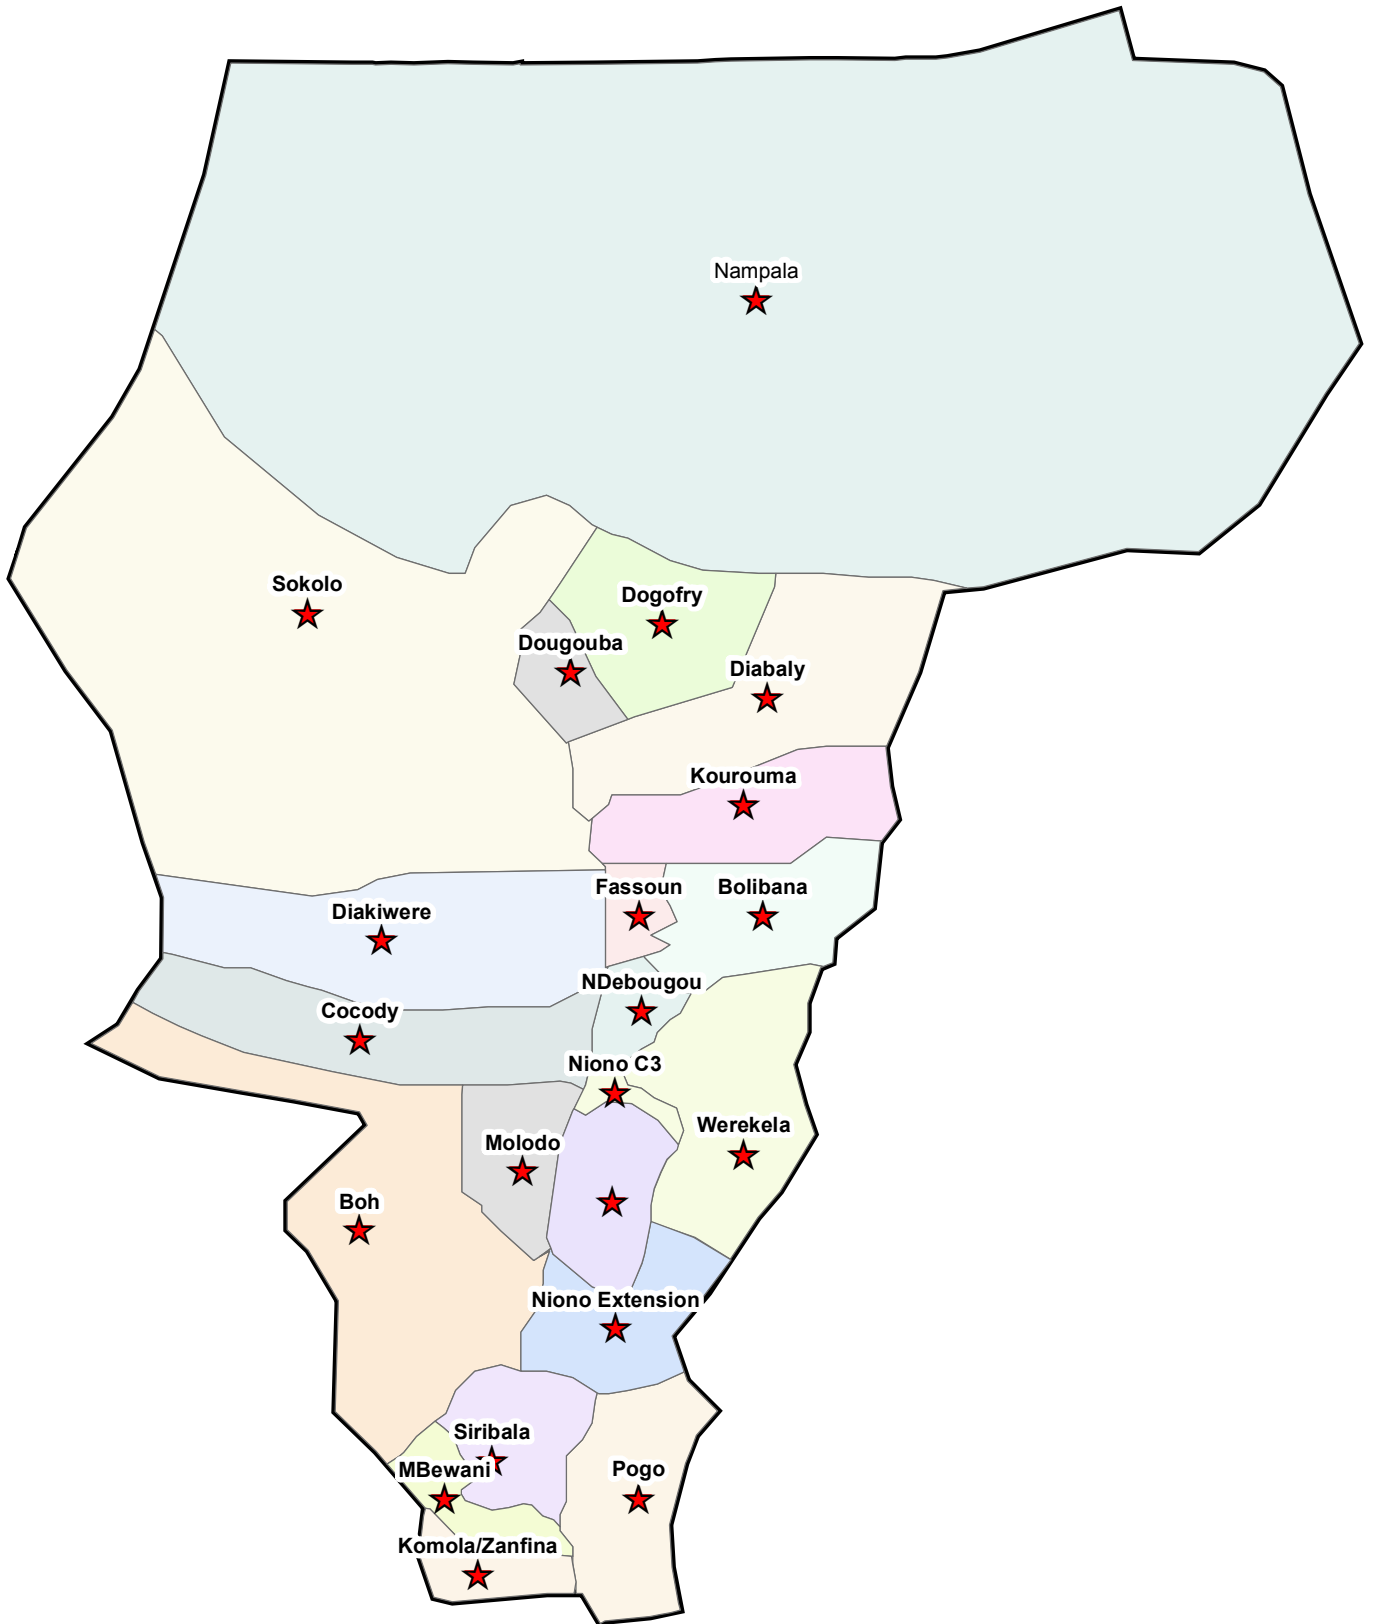 Nampala
Sokolo
Dogofry
Dougouba
Diabaly
Kourouma
Fassoun
Bolibana
Diakiwere
NDebougou
Cocody
Niono C3
Werekela
Molodo
Boh
Niono Extension
Siribala
MBewani
Pogo
Komola/Zanfina